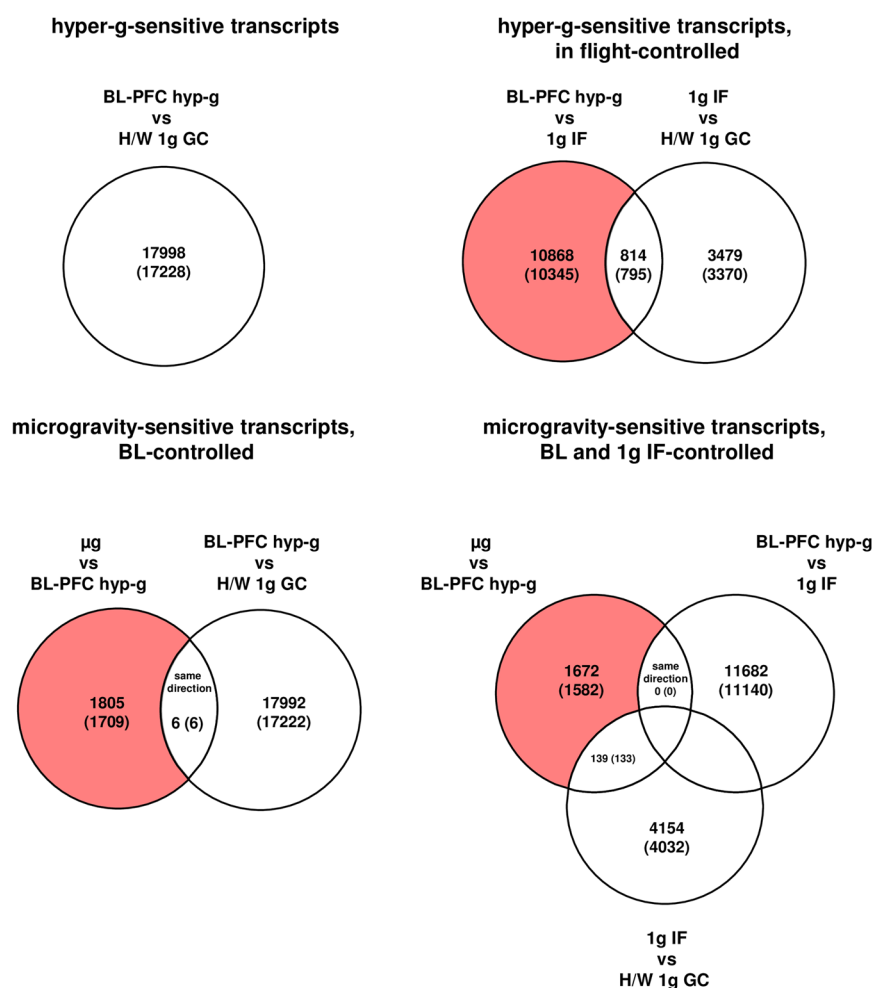 hyper-g-sensitive transcripts
BL-PFC hyp-g
vs
H/W 1g GC
17998
(17228)
hyper-g-sensitive transcripts,
in flight-controlled
BL-PFC hyp-g
vs
1g IF
1g IF
vs
H/W 1g GC
10868
(10345)
814
(795)
3479
(3370)
microgravity-sensitive transcripts,
BL-controlled
µg
vs
BL-PFC hyp-g
BL-PFC hyp-g
vs
H/W 1g GC
1805
(1709)
same
direction
6 (6)
17992
(17222)
microgravity-sensitive transcripts,
BL and 1g IF-controlled
µg
vs
BL-PFC hyp-g
BL-PFC hyp-g
vs
1g IF
1672
(1582)
same
direction
0 (0)
11682
(11140)
139 (133)
4154
(4032)
1g IF
vs
H/W 1g GC